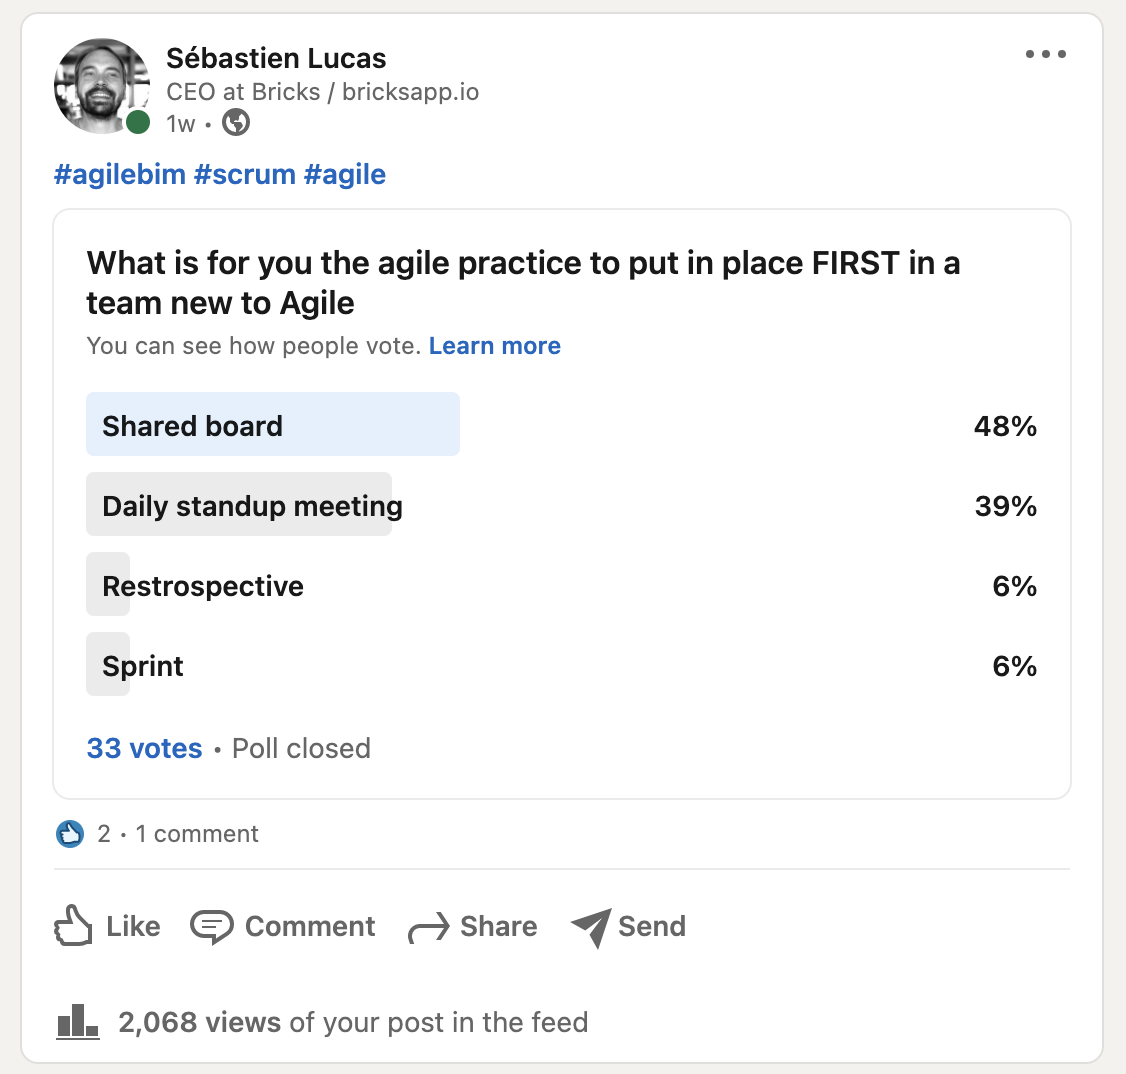 Sébastien Lucas
CEO at Bricks / bricksapp.io
1w •
#agilebim #scrum #agile
What is for you the agile practice to put in place FIRST in a
team new to Agile
You can see how people vote. Learn more
Shared board 48%
Daily standup meeting 39%
Restrospective 6%
Sprint 6%
33 votes • Poll closed
2 • 1 comment
Like Comment Share Send
2,068 views of your post in the feed